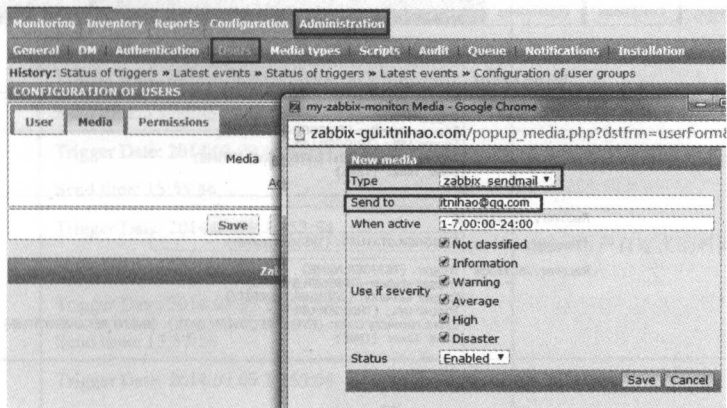 Monitoring Inventory Reports Configuration Administration
General DM Authentication Users Media types Scripts Audit Queue Notifications Installation
History: Status of triggers » Latest events » Status of triggers » Latest events » Configuration of user groups
CONFIGURATION OF USERS
User Media Permissions
Media
Save
my-zabbix-monitor: Media - Google Chrome
zabbix-gui.itnihao.com/popup_media.php?dstfrm=userForm&
New media
Type zabbix_sendmail
Send to itnihao@qq.com
When active 1-7,00:00-24:00
Use if severity
Not classified
Information
Warning
Average
High
Disaster
Status Enabled
Save Cancel